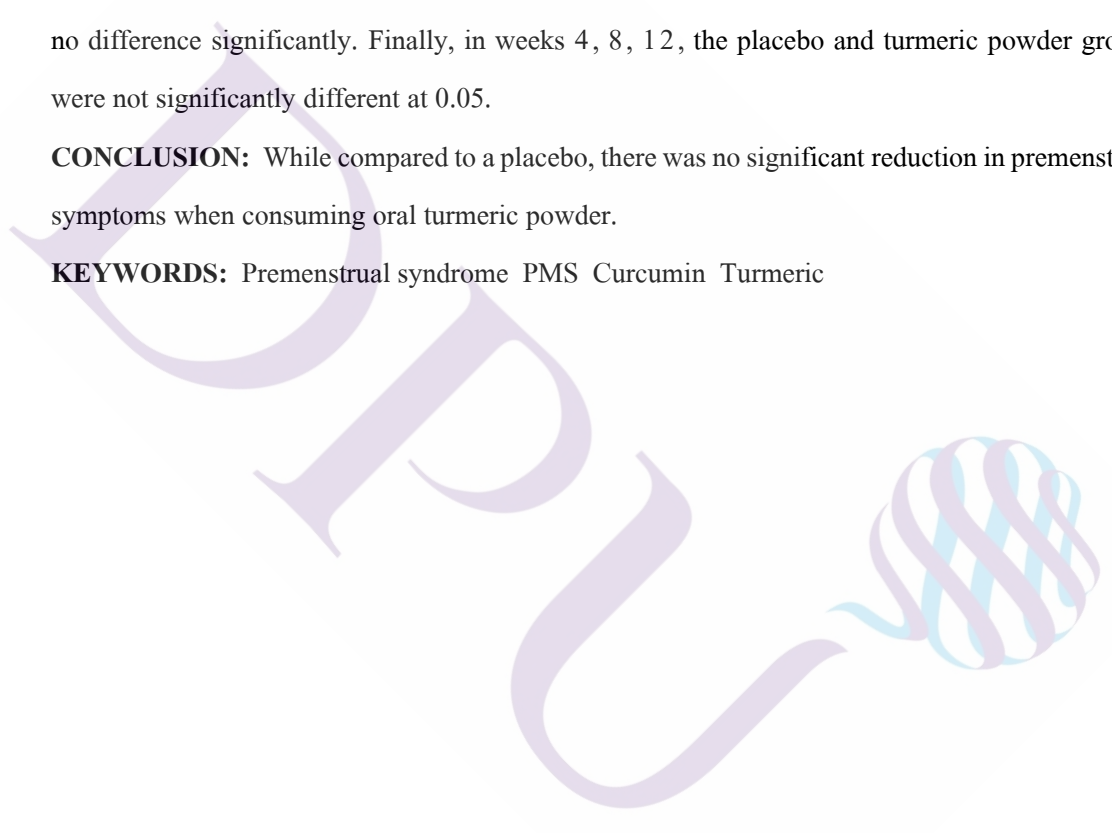 no difference significantly. Finally, in weeks 4, 8, 12, the placebo and turmeric powder
were not significantly different at 0.05.
CONCLUSION: While compared to a placebo, there was no significant reduction in
symptoms when consuming oral turmeric powder.
KEYWORDS: Premenstrual syndrome PMS Curcumin Turmeric
DPU